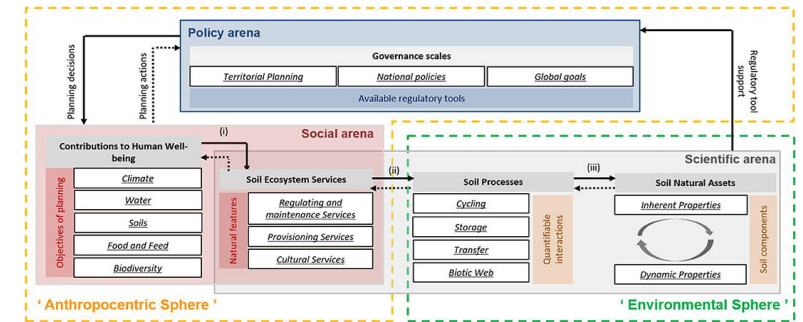 Policy arena
Governance scales
Territorial Planning
National policies
Global goals
Available regulatory tools
Planning decisions
Planning actions
Regulatory tool
support
Social arena
Contributions to Human Well-
being
(i)
Objectives of planning
Climate
Water
Soils
Food and Feed
Biodiversity
Soil Ecosystem Services
Natural features
Regulating and
maintenance Services
Provisioning Services
Cultural Services
(ii)
Scientific arena
Soil Processes
Cycling
Storage
Transfer
Biotic Web
Quantifiable
interactions
(iii)
Soil Natural Assets
Inherent Properties
Dynamic Properties
Soil components
‘ Anthropocentric Sphere ’
‘ Environmental Sphere ’